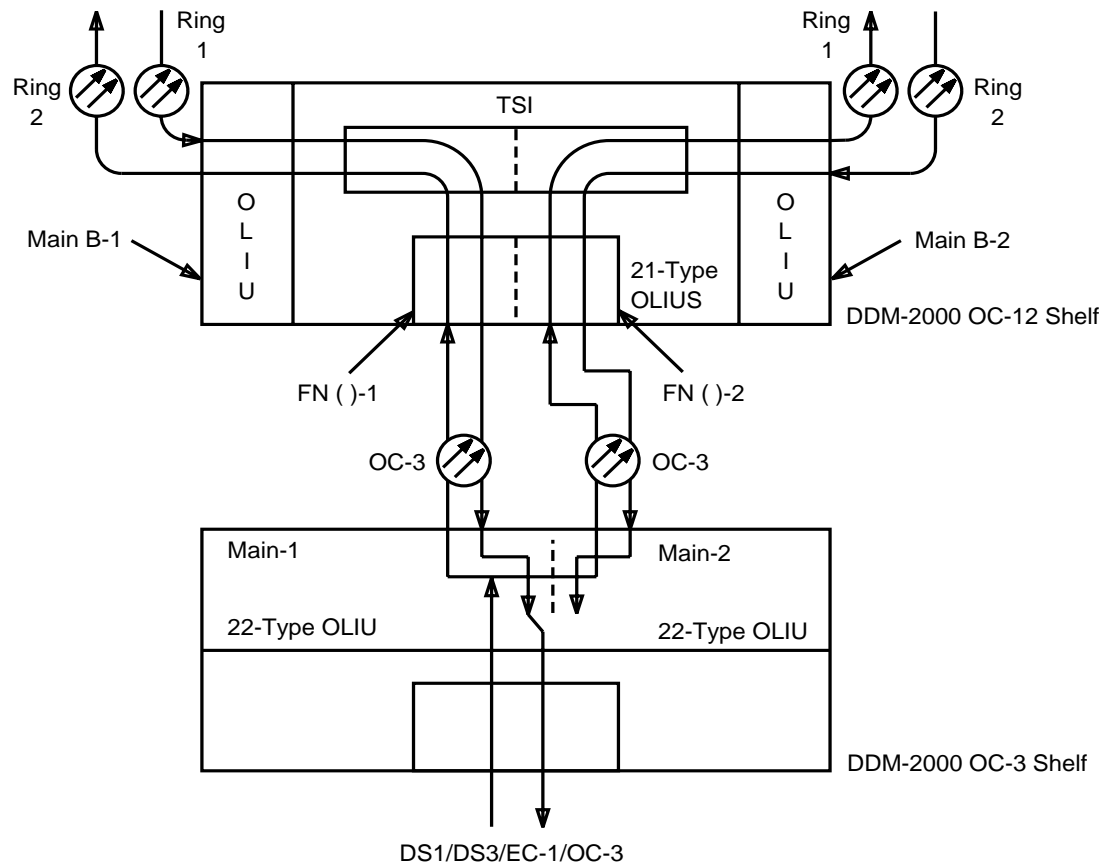 Ring
1
Ring
1
Ring
2
Ring
2
TSI
O
L
I
U
O
L
I
U
Main B-1
Main B-2
21-Type
OLIUS
DDM-2000 OC-12 Shelf
FN ( )-1
FN ( )-2
OC-3
OC-3
Main-1
Main-2
22-Type OLIU
22-Type OLIU
DDM-2000 OC-3 Shelf
DS1/DS3/EC-1/OC-3